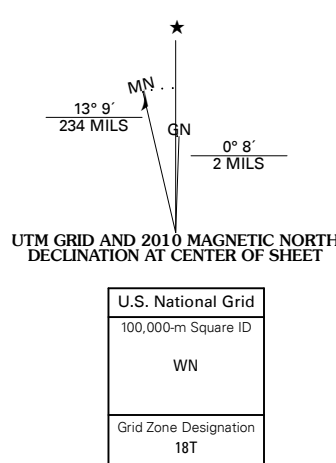 ★
MN
13° 9´
234 MILS
GN
0° 8´
2 MILS
UTM GRID AND 2010 MAGNETIC NORTH
DECLINATION AT CENTER OF SHEET
U.S. National Grid
100,000-m Square ID
WN
Grid Zone Designation
18T